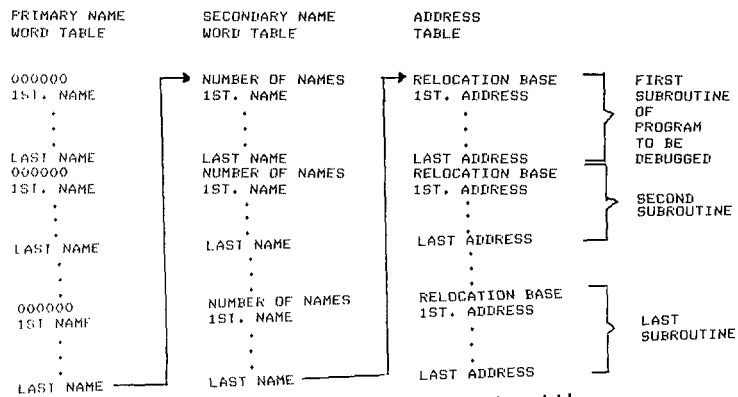 PRIMARY NAME SECONDARY NAME ADDRESS
WORD TABLE WORD TABLE TABLE
000000 NUMBER OF NAMES RELOCATION BASE FIRST
1ST. NAME 1ST. NAME 1ST. ADDRESS SUBROUTINE
OF
PROGRAM
TO BE
LAST NAME LAST NAME LAST ADDRESS DEBUGGED
000000 NUMBER OF NAMES RELOCATION BASE
1ST. NAME 1ST. NAME 1ST. ADDRESS SECOND
SUBROUTINE
LAST NAME LAST NAME LAST ADDRESS
000000 NUMBER OF NAMES RELOCATION BASE
1ST NAME 1ST. NAME 1ST. ADDRESS LAST
SUBROUTINE
LAST NAME LAST NAME LAST ADDRESS